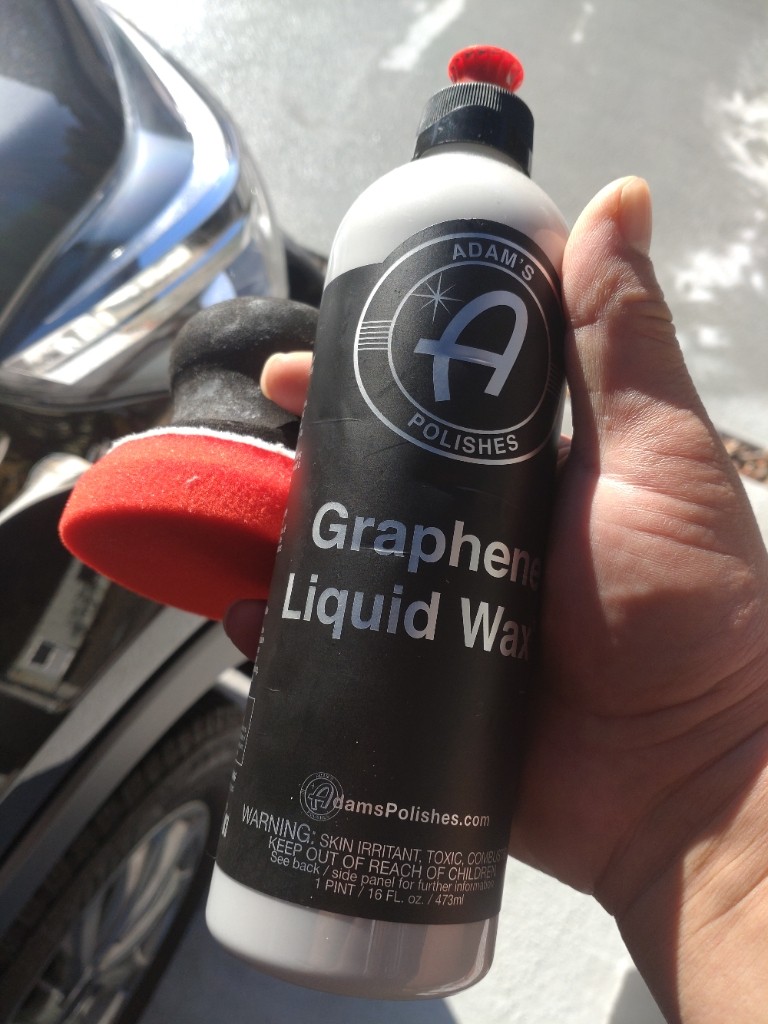 ADAM'S
A
POLISHES
Graphene
Liquid Wax
AdamsPolishes.com
WARNING: SKIN IRRITANT, TOXIC,
KEEP OUT OF REACH OF CHILDREN
See back / side panel for further information
1 PINT / 16 FL. oz. / 473ml